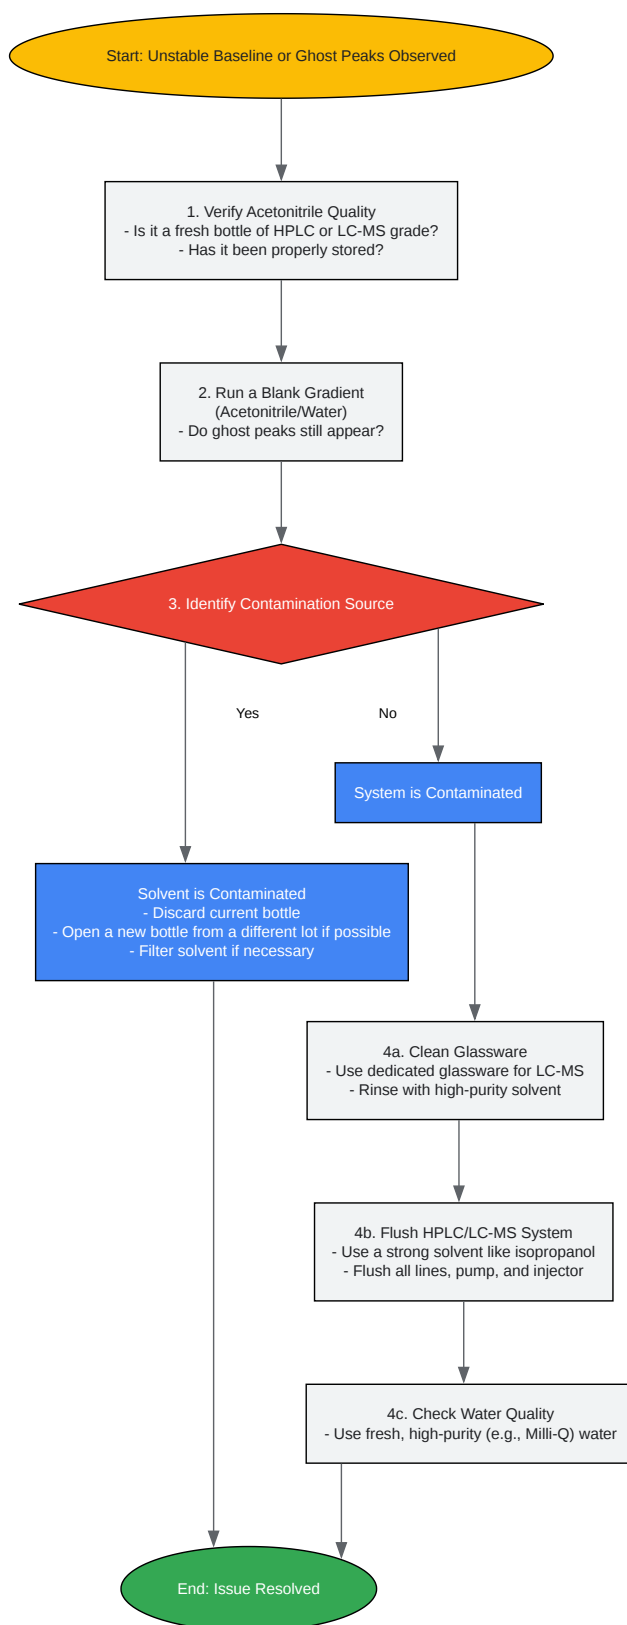 Start: Unstable Baseline or Ghost Peaks Observed
1. Verify Acetonitrile Quality
- Is it a fresh bottle of HPLC or LC-MS grade?
- Has it been properly stored?
2. Run a Blank Gradient
(Acetonitrile/Water)
- Do ghost peaks still appear?
3. Identify Contamination Source
Yes
No
System is Contaminated
Solvent is Contaminated
- Discard current bottle
- Open a new bottle from a different lot if possible
- Filter solvent if necessary
4a. Clean Glassware
- Use dedicated glassware for LC-MS
- Rinse with high-purity solvent
4b. Flush HPLC/LC-MS System
- Use a strong solvent like isopropanol
- Flush all lines, pump, and injector
4c. Check Water Quality
- Use fresh, high-purity (e.g., Milli-Q) water
End: Issue Resolved